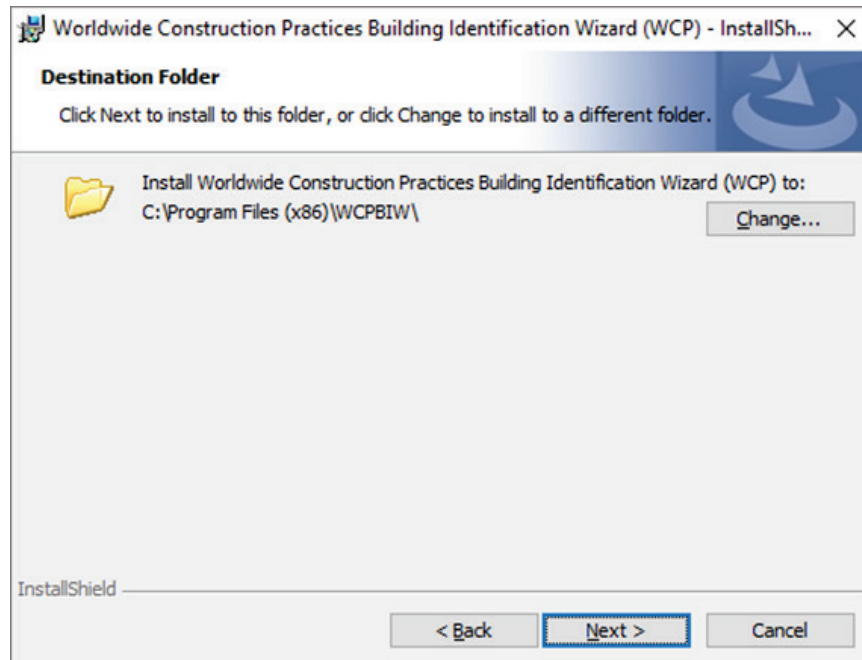 Worldwide Construction Practices Building Identification Wizard (WCP) - InstallSh...
Destination Folder
Click Next to install to this folder, or click Change to install to a different folder.
Install Worldwide Construction Practices Building Identification Wizard (WCP) to:
C:\Program Files (x86)\WCPBIW\
Change...
InstallShield
< Back
Next >
Cancel